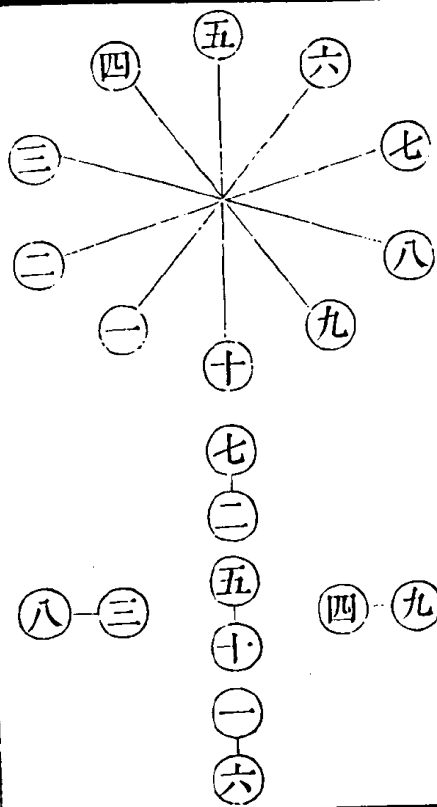 五
四 六
三 七
二 八
一 九
十
七
二
五
八 三 四 九
十
一
六